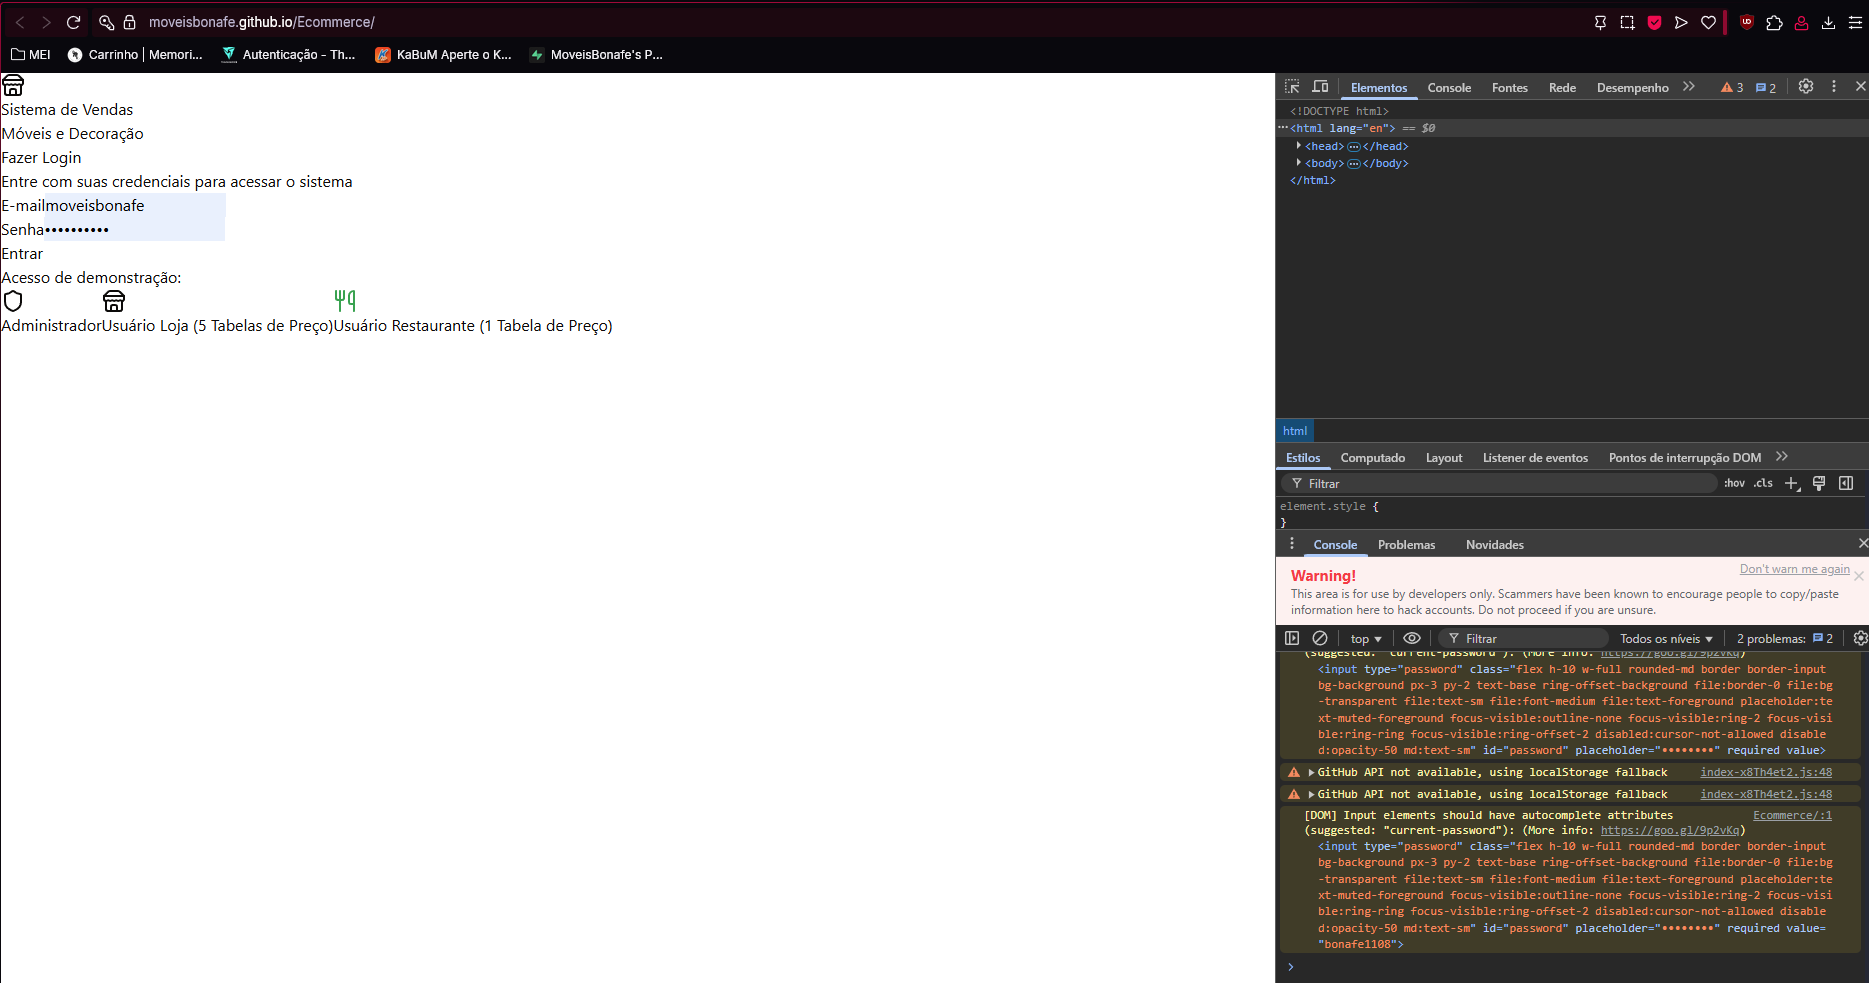 moveisbonafe.github.io/Ecommerce/
MEI
Carrinho | Memori...
Autenticação - Th...
KaBuM Aperte o K...
MoveisBonafe's P...
Sistema de Vendas
Móveis e Decoração
Fazer Login
Entre com suas credenciais para acessar o sistema
E-mailmoveisbonafe
Senha••••••••••
Entrar
Acesso de demonstração:
AdministradorUsuário Loja (5 Tabelas de Preço)Usuário Restaurante (1 Tabela de Preço)
Elementos Console Fontes Rede Desempenho 3 2
<!DOCTYPE html>
<html lang="en"> == $0
<head> </head>
<body> </body>
</html>
html
Estilos Computado Layout Listener de eventos Pontos de interrupção DOM
Filtrar :hov .cls
element.style {
}
Console Problemas Novidades
Don't warn me again
Warning!
This area is for use by developers only. Scammers have been known to encourage people to copy/paste
information here to hack accounts. Do not proceed if you are unsure.
top Filtrar Todos os níveis 2 problemas: 2
(suggested: "current-password"): (More info: https://goo.gl/9p2vKq)
<input type="password" class="flex h-10 w-full rounded-md border border-input
bg-background px-3 py-2 text-base ring-offset-background file:border-0 file:bg
-transparent file:text-sm file:font-medium file:text-foreground placeholder:te
xt-muted-foreground focus-visible:outline-none focus-visible:ring-2 focus-visi
ble:ring-ring focus-visible:ring-offset-2 disabled:cursor-not-allowed disable
d:opacity-50 md:text-sm" id="password" placeholder="••••••••" required value>
GitHub API not available, using localStorage fallback index-x8Th4et2.js:48
GitHub API not available, using localStorage fallback index-x8Th4et2.js:48
[DOM] Input elements should have autocomplete attributes Ecommerce/:1
(suggested: "current-password"): (More info: https://goo.gl/9p2vKq)
<input type="password" class="flex h-10 w-full rounded-md border border-input
bg-background px-3 py-2 text-base ring-offset-background file:border-0 file:bg
-transparent file:text-sm file:font-medium file:text-foreground placeholder:te
xt-muted-foreground focus-visible:outline-none focus-visible:ring-2 focus-visi
ble:ring-ring focus-visible:ring-offset-2 disabled:cursor-not-allowed disable
d:opacity-50 md:text-sm" id="password" placeholder="••••••••" required value=
"bonafe1108">